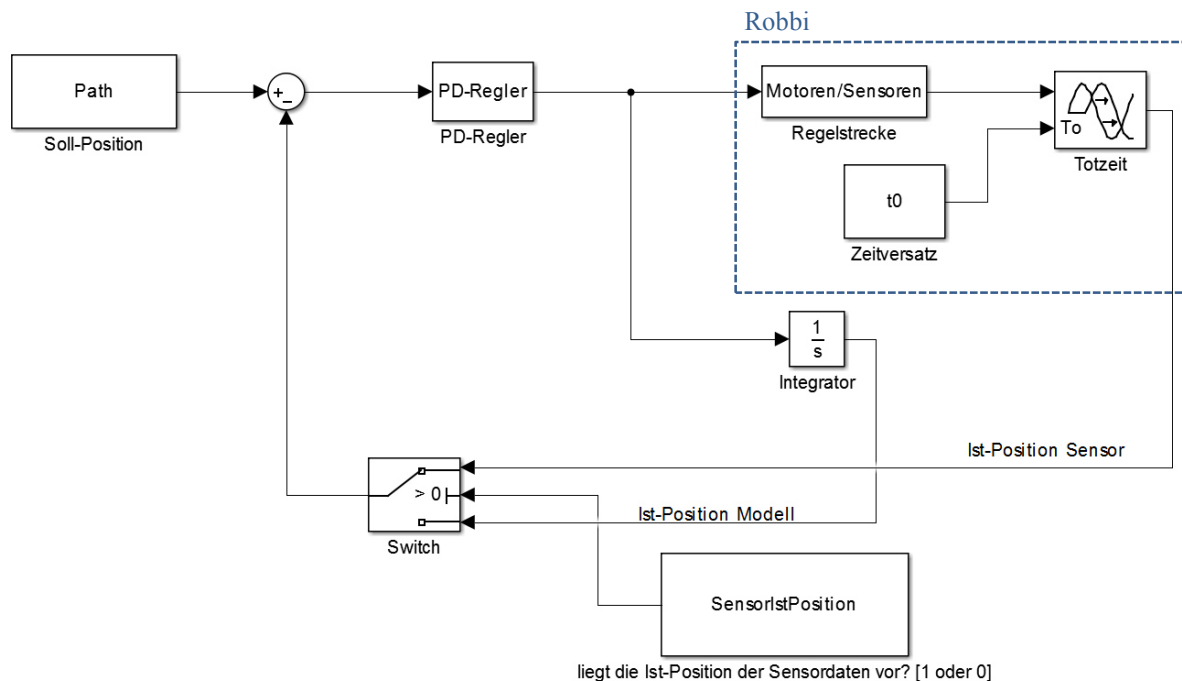 Robbi
Path
Soll-Position
+
−
PD-Regler
PD-Regler
Motoren/Sensoren
Regelstrecke
To
Totzeit
t0
Zeitversatz
1
s
Integrator
Ist-Position Sensor
> 0
Switch
Ist-Position Modell
SensorIstPosition
liegt die Ist-Position der Sensordaten vor? [1 oder 0]